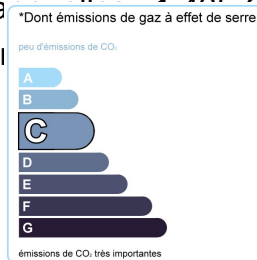 *Dont émissions de gaz à effet de serre
peu d'émissions de CO₂
A
B
C
D
E
F
G
émissions de CO₂ très importantes